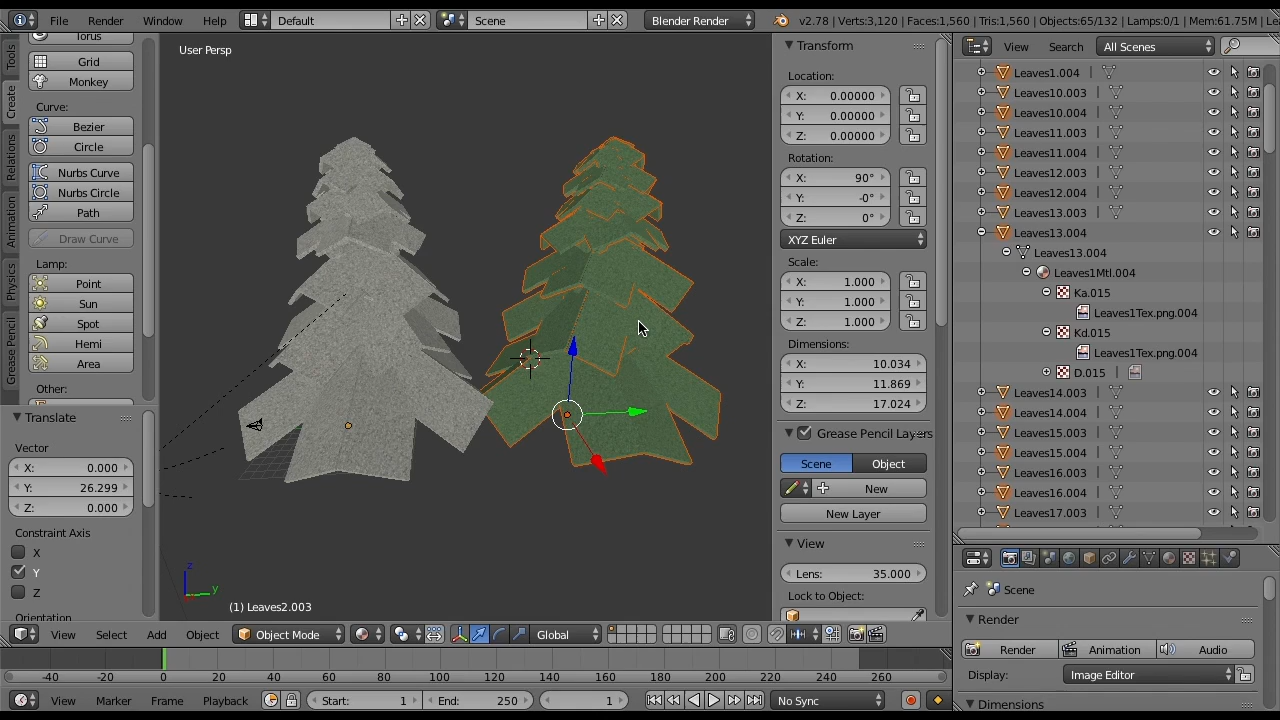 File Render Window Help Default Scene Blender Render v2.78 | Verts:3,120 | Faces:1,560 | Tris:1,560 | Objects:65/132 | Lamps:0/1 | Mem:61.75M | Le
Tools
Create
Relations
Animation
Physics
Grease Pencil
Torus
Grid
Monkey
Curve:
Bezier
Circle
Nurbs Curve
Nurbs Circle
Path
Draw Curve
Lamp:
Point
Sun
Spot
Hemi
Area
Other:
Translate
Vector
X: 0.000
Y: 26.299
Z: 0.000
Constraint Axis
X
Y
Z
Orientation
User Persp
z
y
(1) Leaves2.003
Transform
Location:
X: 0.00000
Y: 0.00000
Z: 0.00000
Rotation:
X: 90°
Y: -0°
Z: 0°
XYZ Euler
Scale:
X: 1.000
Y: 1.000
Z: 1.000
Dimensions:
X: 10.034
Y: 11.869
Z: 17.024
Grease Pencil Layers
Scene Object
New
New Layer
View
Lens: 35.000
Lock to Object:
View Search All Scenes
Leaves1.004
Leaves10.003
Leaves10.004
Leaves11.003
Leaves11.004
Leaves12.003
Leaves12.004
Leaves13.003
Leaves13.004
Leaves13.004
Leaves1Mtl.004
Ka.015
Leaves1Tex.png.004
Kd.015
Leaves1Tex.png.004
D.015
Leaves14.003
Leaves14.004
Leaves15.003
Leaves15.004
Leaves16.003
Leaves16.004
Leaves17.003
Scene
Render
Render Animation Audio
Display: Image Editor
Dimensions
View Select Add Object Object Mode Global
-40 -20 0 20 40 60 80 100 120 140 160 180 200 220 240 260
View Marker Frame Playback Start: 1 End: 250 1 No Sync